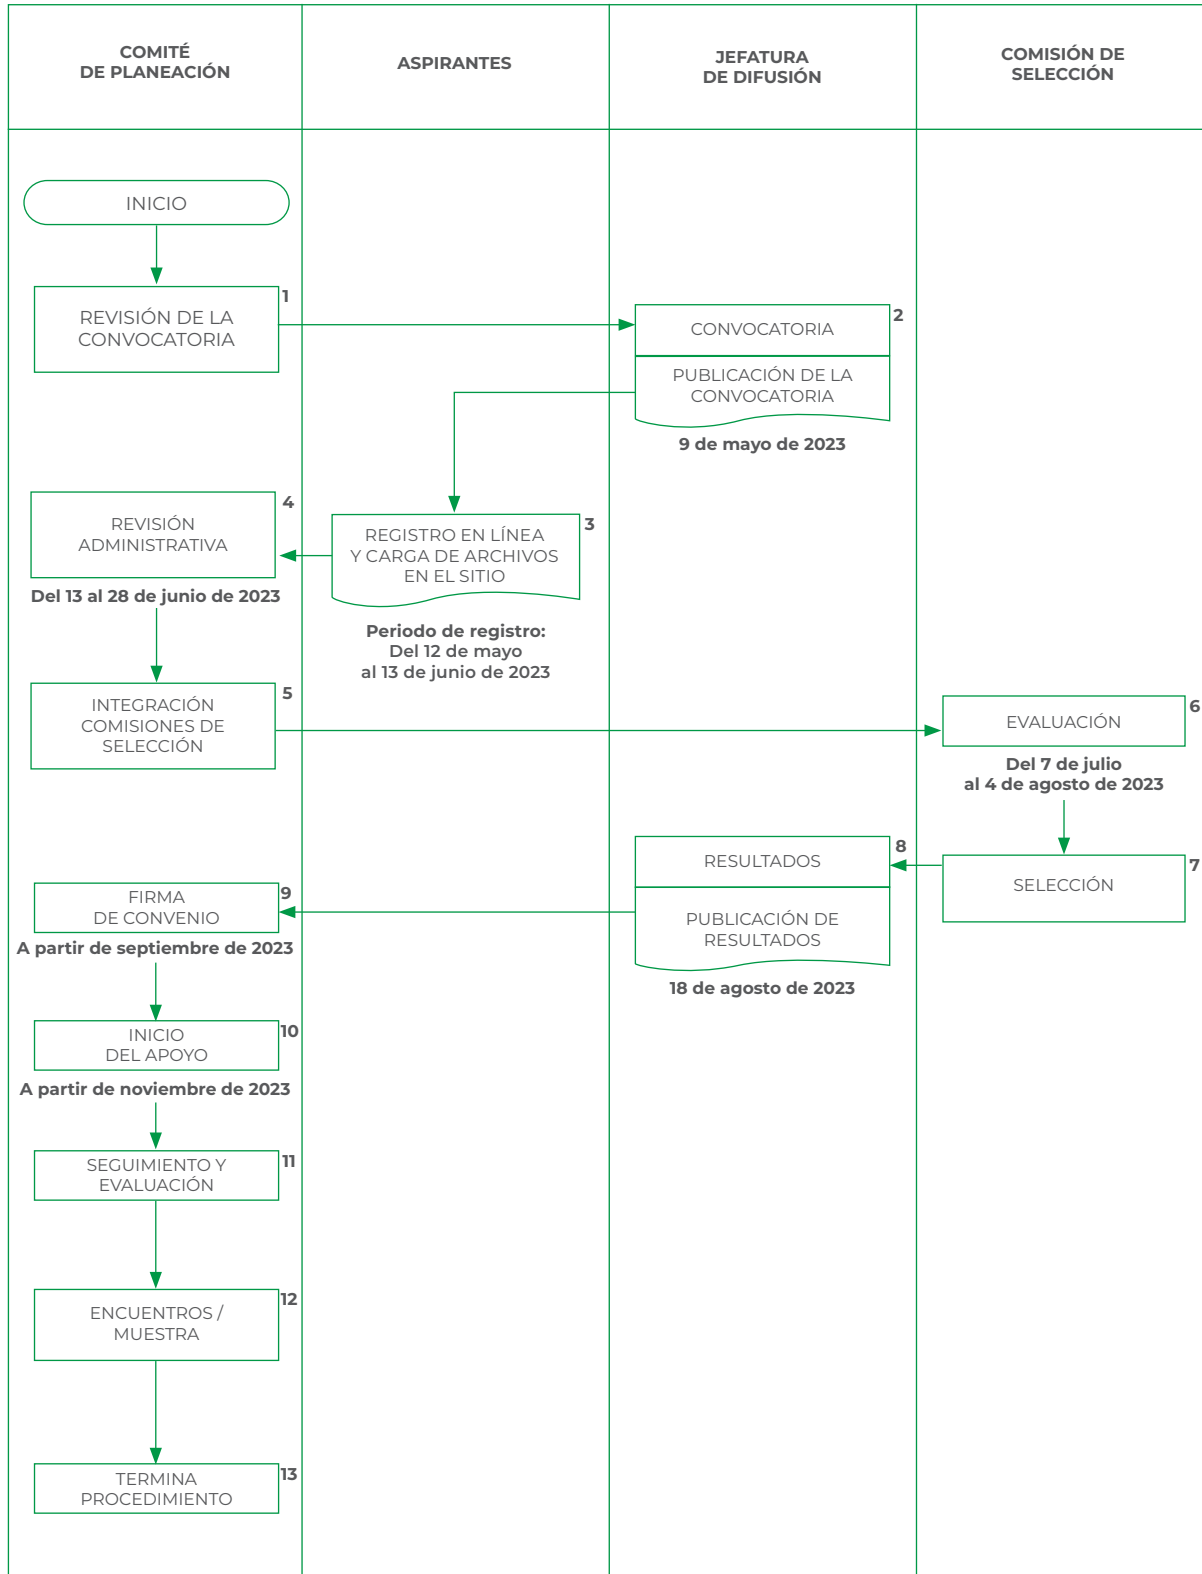 COMITÉ
DE PLANEACIÓN
ASPIRANTES
JEFATURA
DE DIFUSIÓN
COMISIÓN DE
SELECCIÓN
INICIO
1
REVISIÓN DE LA
CONVOCATORIA
2
CONVOCATORIA
PUBLICACIÓN DE LA
CONVOCATORIA
9 de mayo de 2023
3
REGISTRO EN LÍNEA
Y CARGA DE ARCHIVOS
EN EL SITIO
Periodo de registro:
Del 12 de mayo
al 13 de junio de 2023
4
REVISIÓN
ADMINISTRATIVA
Del 13 al 28 de junio de 2023
5
INTEGRACIÓN
COMISIONES DE
SELECCIÓN
6
EVALUACIÓN
Del 7 de julio
al 4 de agosto de 2023
7
SELECCIÓN
8
RESULTADOS
PUBLICACIÓN DE
RESULTADOS
18 de agosto de 2023
9
FIRMA
DE CONVENIO
A partir de septiembre de 2023
10
INICIO
DEL APOYO
A partir de noviembre de 2023
11
SEGUIMIENTO Y
EVALUACIÓN
12
ENCUENTROS /
MUESTRA
13
TERMINA
PROCEDIMIENTO